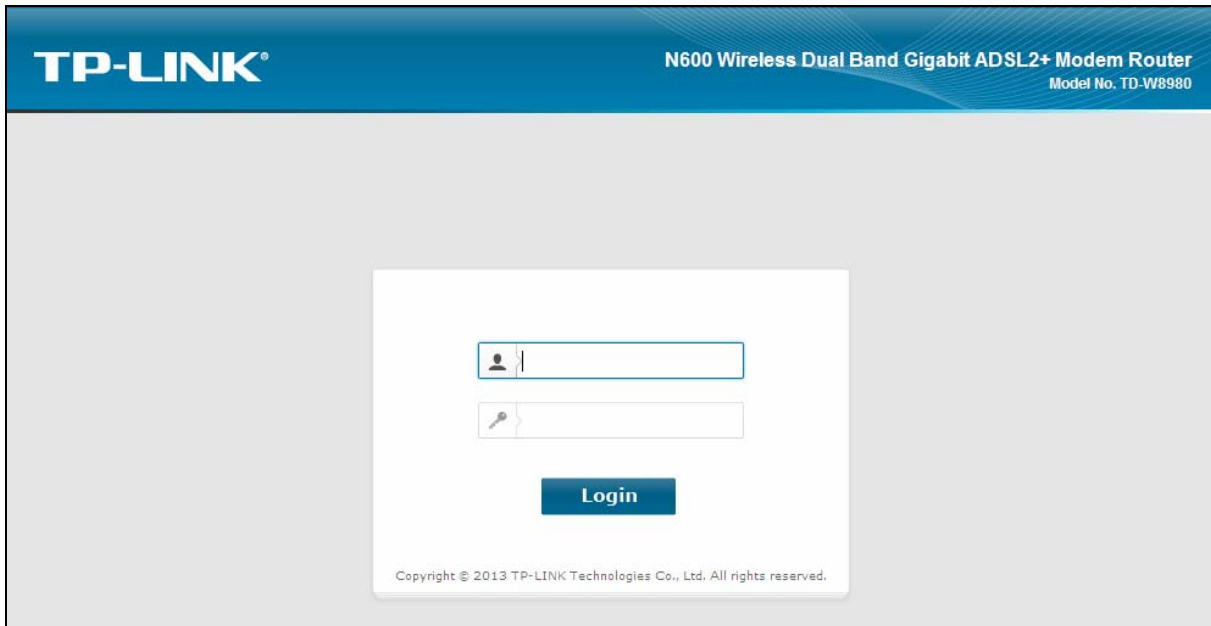 TP-LINK®
N600 Wireless Dual Band Gigabit ADSL2+ Modem Router
Model No. TD-W8980
Login
Copyright © 2013 TP-LINK Technologies Co., Ltd. All rights reserved.